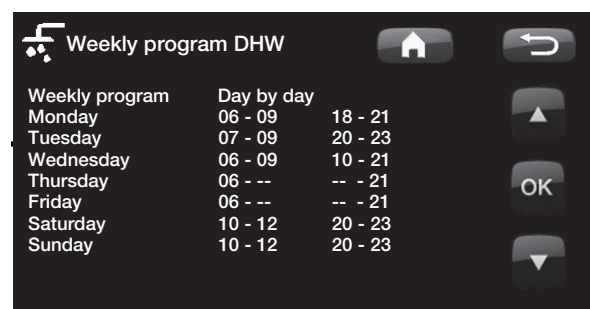 Weekly program DHW
Weekly program Day by day
Monday 06 - 09 18 - 21
Tuesday 07 - 09 20 - 23
Wednesday 06 - 09 10 - 21
Thursday 06 - -- -- - 21
Friday 06 - -- -- - 21
Saturday 10 - 12 20 - 23
Sunday 10 - 12 20 - 23
OK